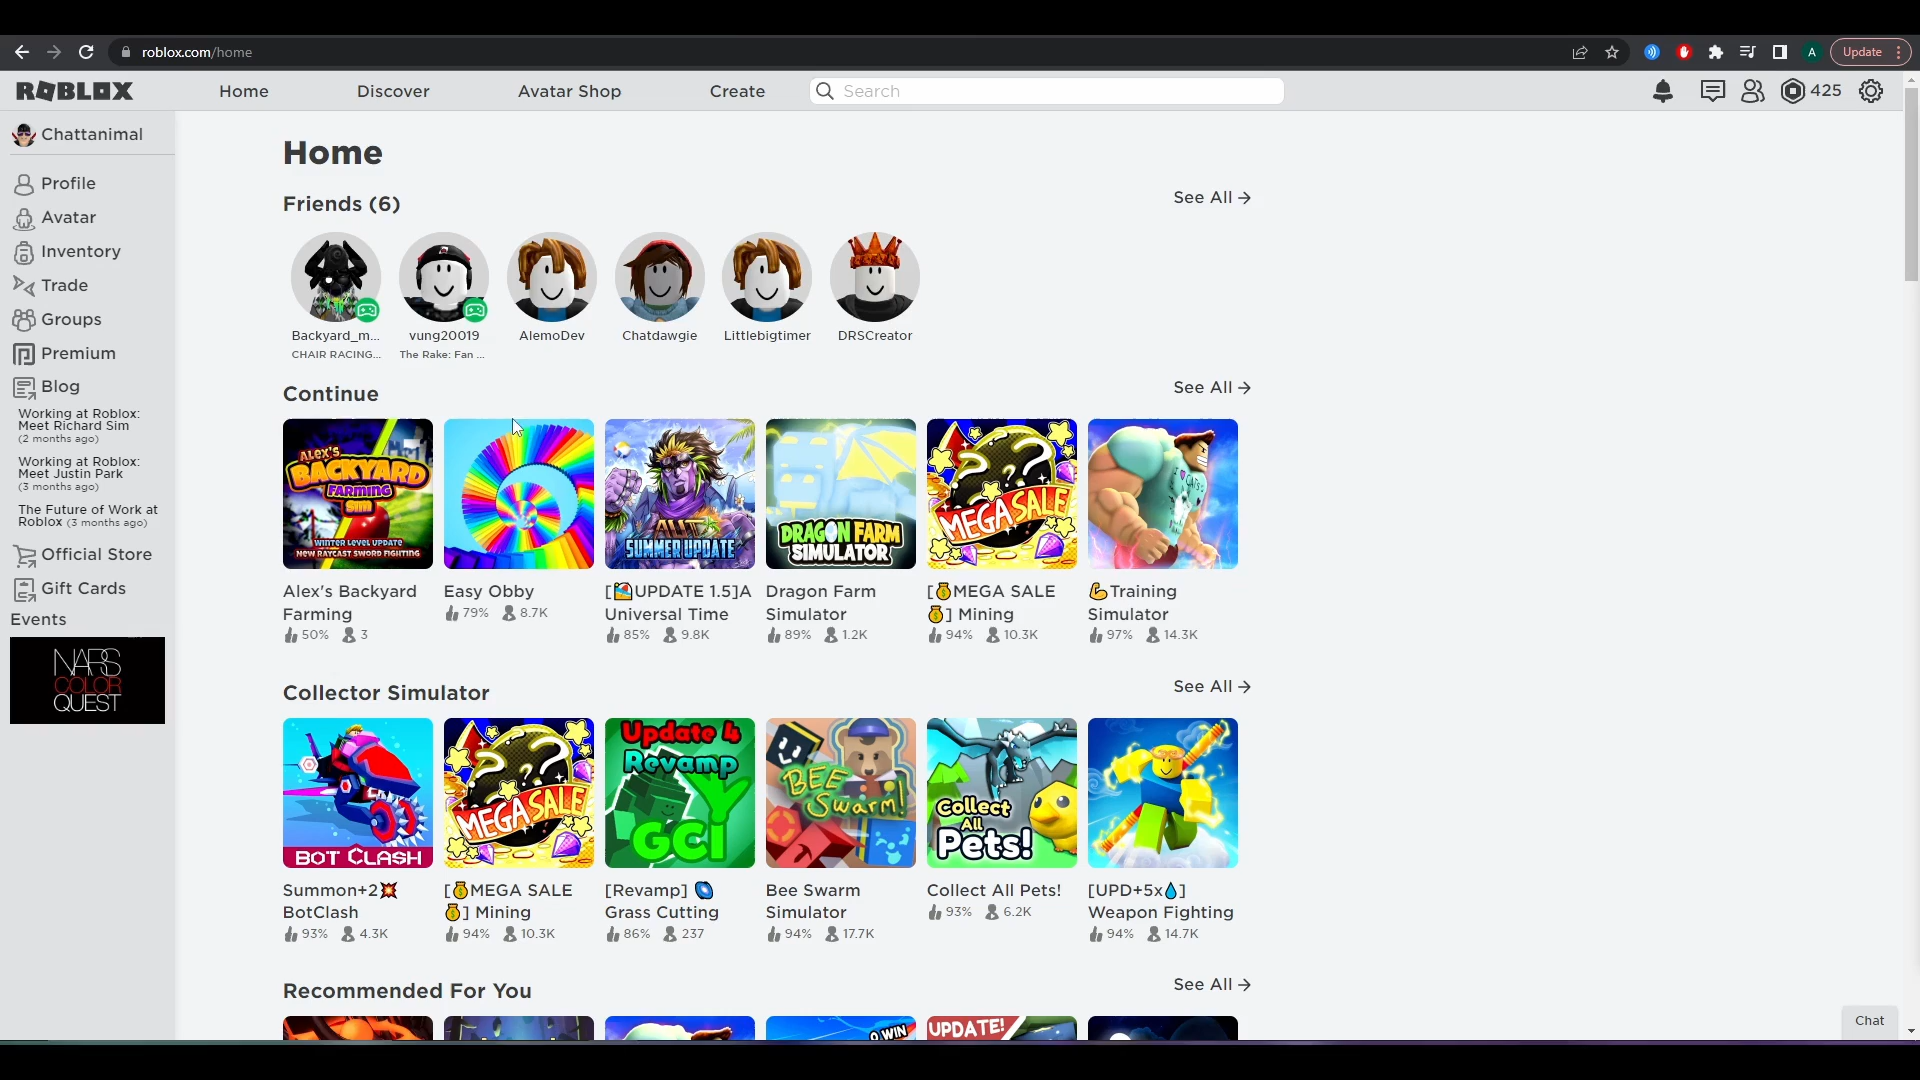 roblox.com/home
A
Update
ROBLOX
Home
Discover
Avatar Shop
Create
Search
425
Chattanimal
Profile
Avatar
Inventory
Trade
Groups
Premium
Blog
Working at Roblox:
Meet Richard Sim
(2 months ago)
Working at Roblox:
Meet Justin Park
(3 months ago)
The Future of Work at
Roblox (3 months ago)
Official Store
Gift Cards
Events
NARS
COLOR
QUEST
Home
Friends (6)
See All →
Backyard_m...
CHAIR RACING...
vung20019
The Rake: Fan ...
AlemoDev
Chatdawgie
Littlebigtimer
DRSCreator
Continue
See All →
ALEX'S
BACKYARD
FARMING
SIM
WINTER LEVEL UPDATE
NEW RAYCAST SWORD FIGHTING
Alex's Backyard
Farming
50% 3
Easy Obby
79% 8.7K
SUMMER UPDATE
[🏖UPDATE 1.5]A
Universal Time
85% 9.8K
DRAGON FARM
SIMULATOR
Dragon Farm
Simulator
89% 1.2K
??
MEGA SALE
[💰MEGA SALE
💰] Mining
94% 10.3K
💪Training
Simulator
97% 14.3K
Collector Simulator
See All →
BOT CLASH
Summon+2💥
BotClash
93% 4.3K
??
MEGA SALE
[💰MEGA SALE
💰] Mining
94% 10.3K
Update 4
Revamp
GCI
[Revamp] 🌌
Grass Cutting
86% 237
BEE
Swarm!
Bee Swarm
Simulator
94% 17.7K
Collect
All
Pets!
Collect All Pets!
93% 6.2K
[UPD+5x💧]
Weapon Fighting
94% 14.7K
Recommended For You
See All →
WIN
UPDATE!
Chat